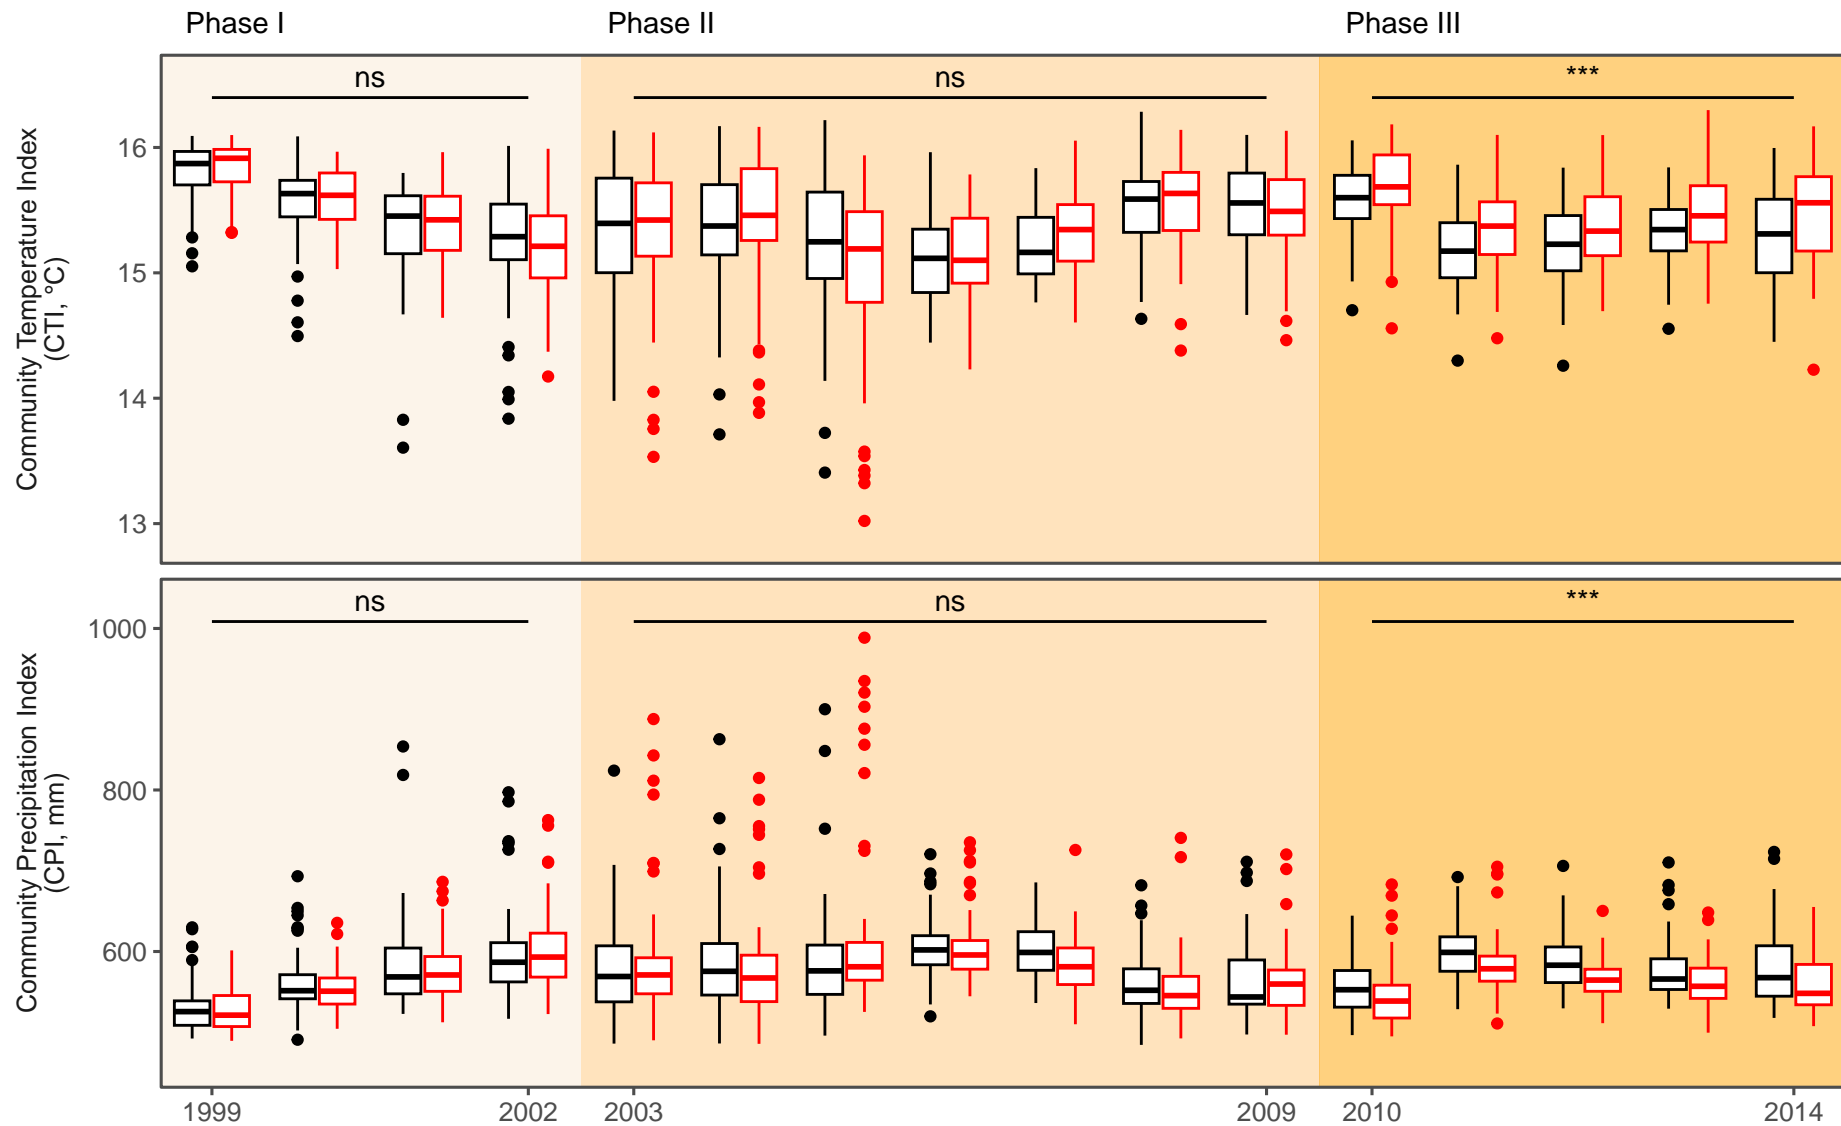 Phase I
Phase II
Phase III
Community Temperature Index
(CTI, °C)
ns
ns
***
16
15
14
13
Community Precipitation Index
(CPI, mm)
ns
ns
***
1000
800
600
1999
2002
2003
2009
2010
2014